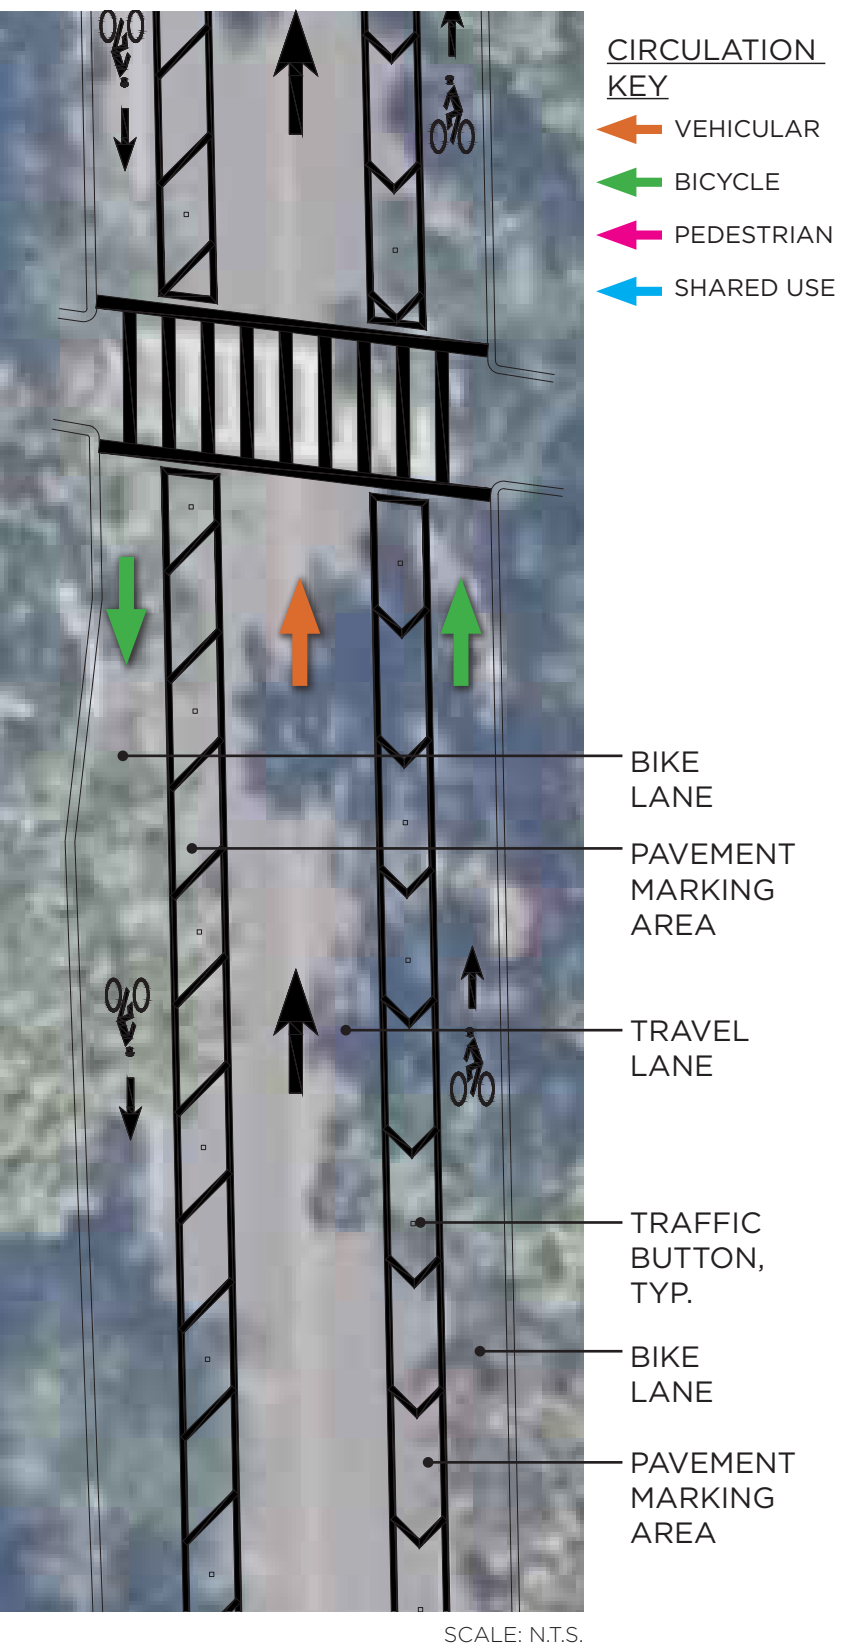 CIRCULATION
KEY
VEHICULAR
BICYCLE
PEDESTRIAN
SHARED USE
BIKE
LANE
PAVEMENT
MARKING
AREA
TRAVEL
LANE
TRAFFIC
BUTTON,
TYP.
BIKE
LANE
PAVEMENT
MARKING
AREA
SCALE: N.T.S.